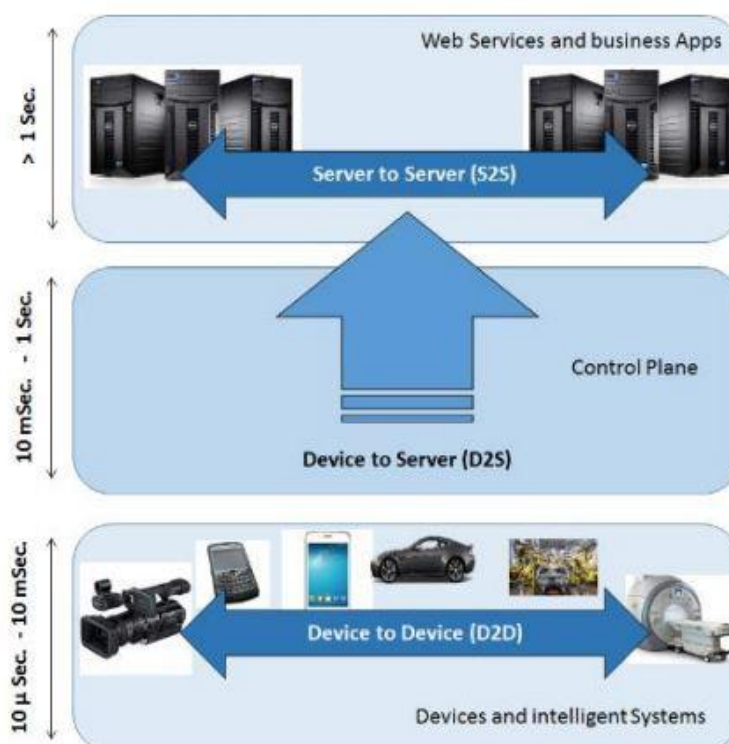 Web Services and business Apps
> 1 Sec.
Server to Server (S2S)
10 mSec. - 1 Sec.
Control Plane
Device to Server (D2S)
10 µ Sec. - 10 mSec.
Device to Device (D2D)
Devices and intelligent Systems